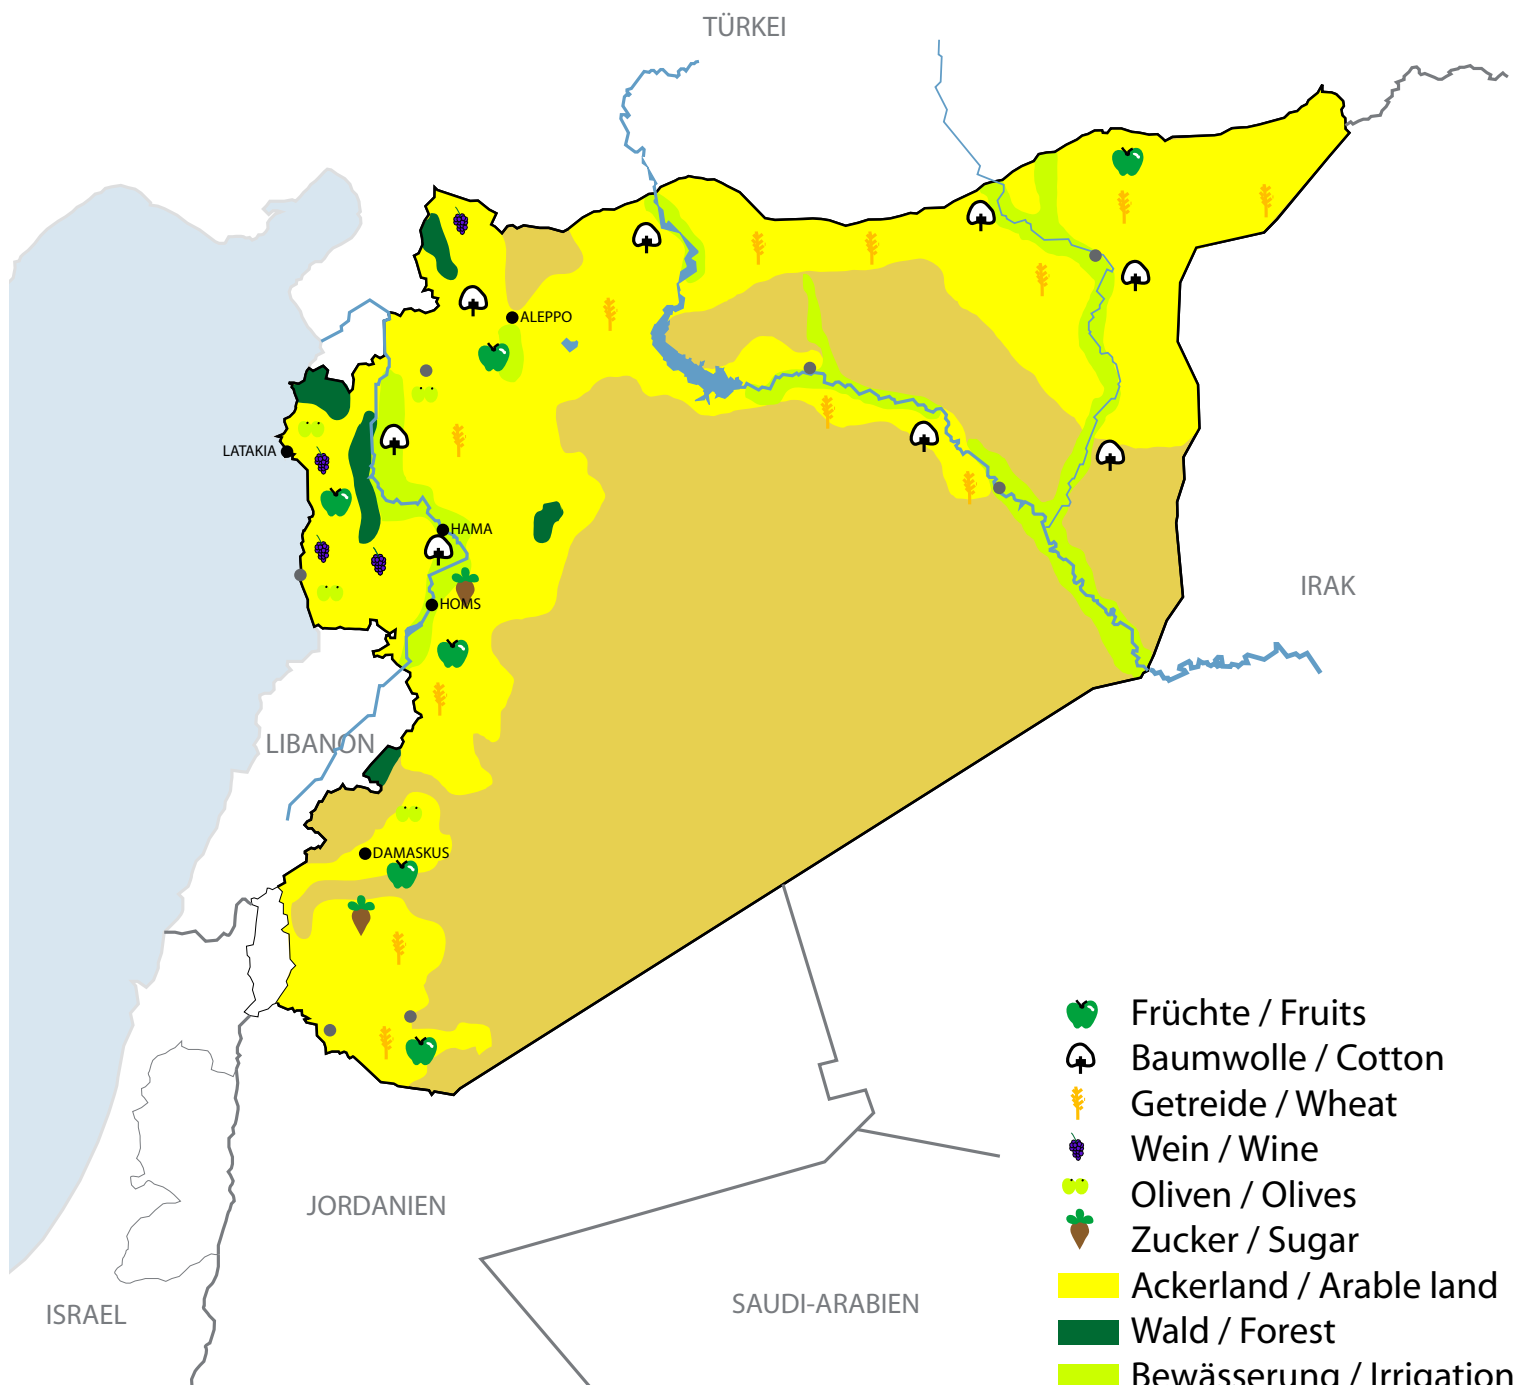 TÜRKEI
ALEPPO
LATAKIA
HAMA
HOMS
IRAK
LIBANON
DAMASKUS
JORDANIEN
ISRAEL
SAUDI-ARABIEN
Früchte / Fruits
Baumwolle / Cotton
Getreide / Wheat
Wein / Wine
Oliven / Olives
Zucker / Sugar
Ackerland / Arable land
Wald / Forest
Bewässerung / Irrigation